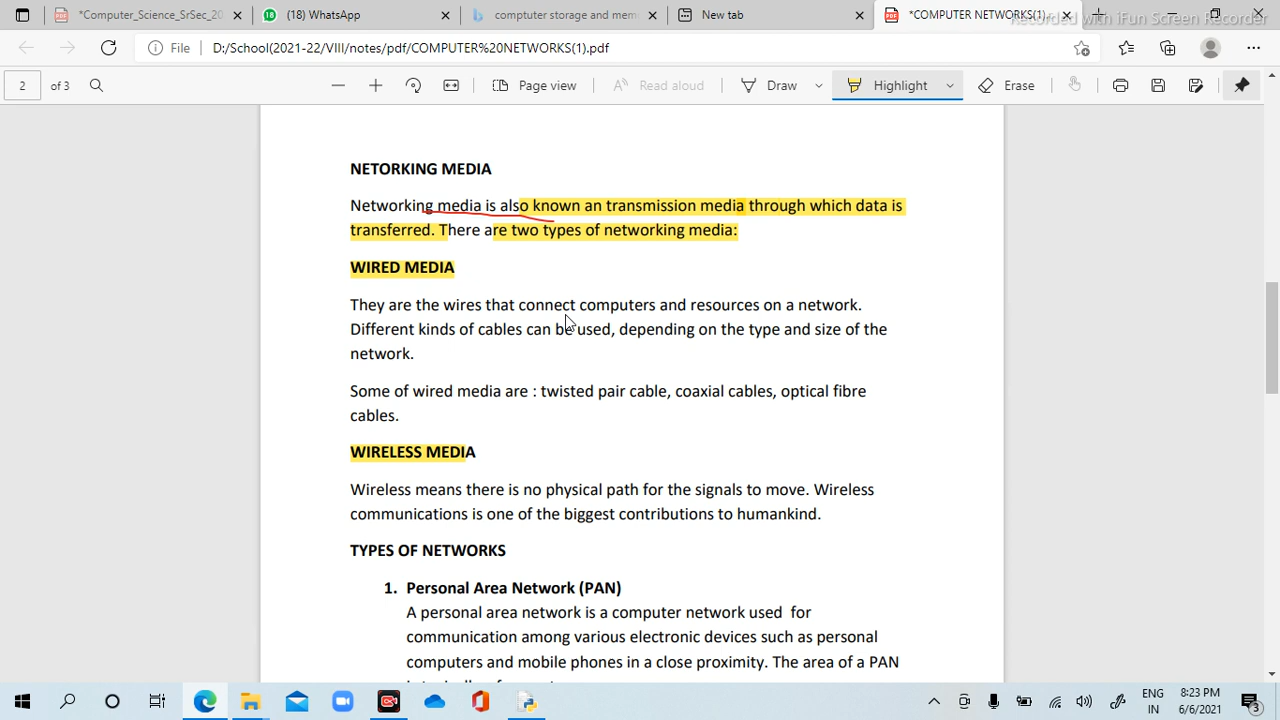 *Computer_Science_Ssec_20
(18) WhatsApp
computer storage and mem
New tab
*COMPUTER NETWORKS(1).
Recorded with iFun Screen Recorder
File
D:/School(2021-22/VIII/notes/pdf/COMPUTER%20NETWORKS(1).pdf
2 of 3
Page view
Read aloud
Draw
Highlight
Erase
NETORKING MEDIA
Networking media is also known an transmission media through which data is
transferred. There are two types of networking media:
WIRED MEDIA
They are the wires that connect computers and resources on a network.
Different kinds of cables can be used, depending on the type and size of the
network.
Some of wired media are : twisted pair cable, coaxial cables, optical fibre
cables.
WIRELESS MEDIA
Wireless means there is no physical path for the signals to move. Wireless
communications is one of the biggest contributions to humankind.
TYPES OF NETWORKS
1. Personal Area Network (PAN)
A personal area network is a computer network used  for
communication among various electronic devices such as personal
computers and mobile phones in a close proximity. The area of a PAN
ENG
IN
8:23 PM
6/6/2021
3